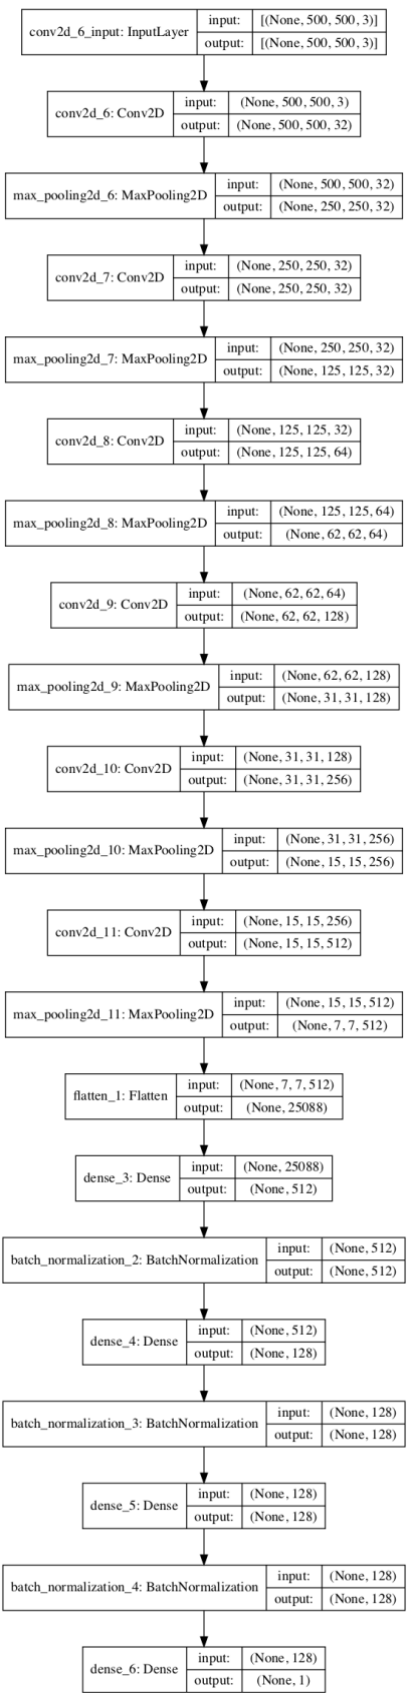 conv2d_6_input: InputLayer
input: [(None, 500, 500, 3)]
output: [(None, 500, 500, 3)]
conv2d_6: Conv2D
input: (None, 500, 500, 3)
output: (None, 500, 500, 32)
max_pooling2d_6: MaxPooling2D
input: (None, 500, 500, 32)
output: (None, 250, 250, 32)
conv2d_7: Conv2D
input: (None, 250, 250, 32)
output: (None, 250, 250, 32)
max_pooling2d_7: MaxPooling2D
input: (None, 250, 250, 32)
output: (None, 125, 125, 32)
conv2d_8: Conv2D
input: (None, 125, 125, 32)
output: (None, 125, 125, 64)
max_pooling2d_8: MaxPooling2D
input: (None, 125, 125, 64)
output: (None, 62, 62, 64)
conv2d_9: Conv2D
input: (None, 62, 62, 64)
output: (None, 62, 62, 128)
max_pooling2d_9: MaxPooling2D
input: (None, 62, 62, 128)
output: (None, 31, 31, 128)
conv2d_10: Conv2D
input: (None, 31, 31, 128)
output: (None, 31, 31, 256)
max_pooling2d_10: MaxPooling2D
input: (None, 31, 31, 256)
output: (None, 15, 15, 256)
conv2d_11: Conv2D
input: (None, 15, 15, 256)
output: (None, 15, 15, 512)
max_pooling2d_11: MaxPooling2D
input: (None, 15, 15, 512)
output: (None, 7, 7, 512)
flatten_1: Flatten
input: (None, 7, 7, 512)
output: (None, 25088)
dense_3: Dense
input: (None, 25088)
output: (None, 512)
batch_normalization_2: BatchNormalization
input: (None, 512)
output: (None, 512)
dense_4: Dense
input: (None, 512)
output: (None, 128)
batch_normalization_3: BatchNormalization
input: (None, 128)
output: (None, 128)
dense_5: Dense
input: (None, 128)
output: (None, 128)
batch_normalization_4: BatchNormalization
input: (None, 128)
output: (None, 128)
dense_6: Dense
input: (None, 128)
output: (None, 1)